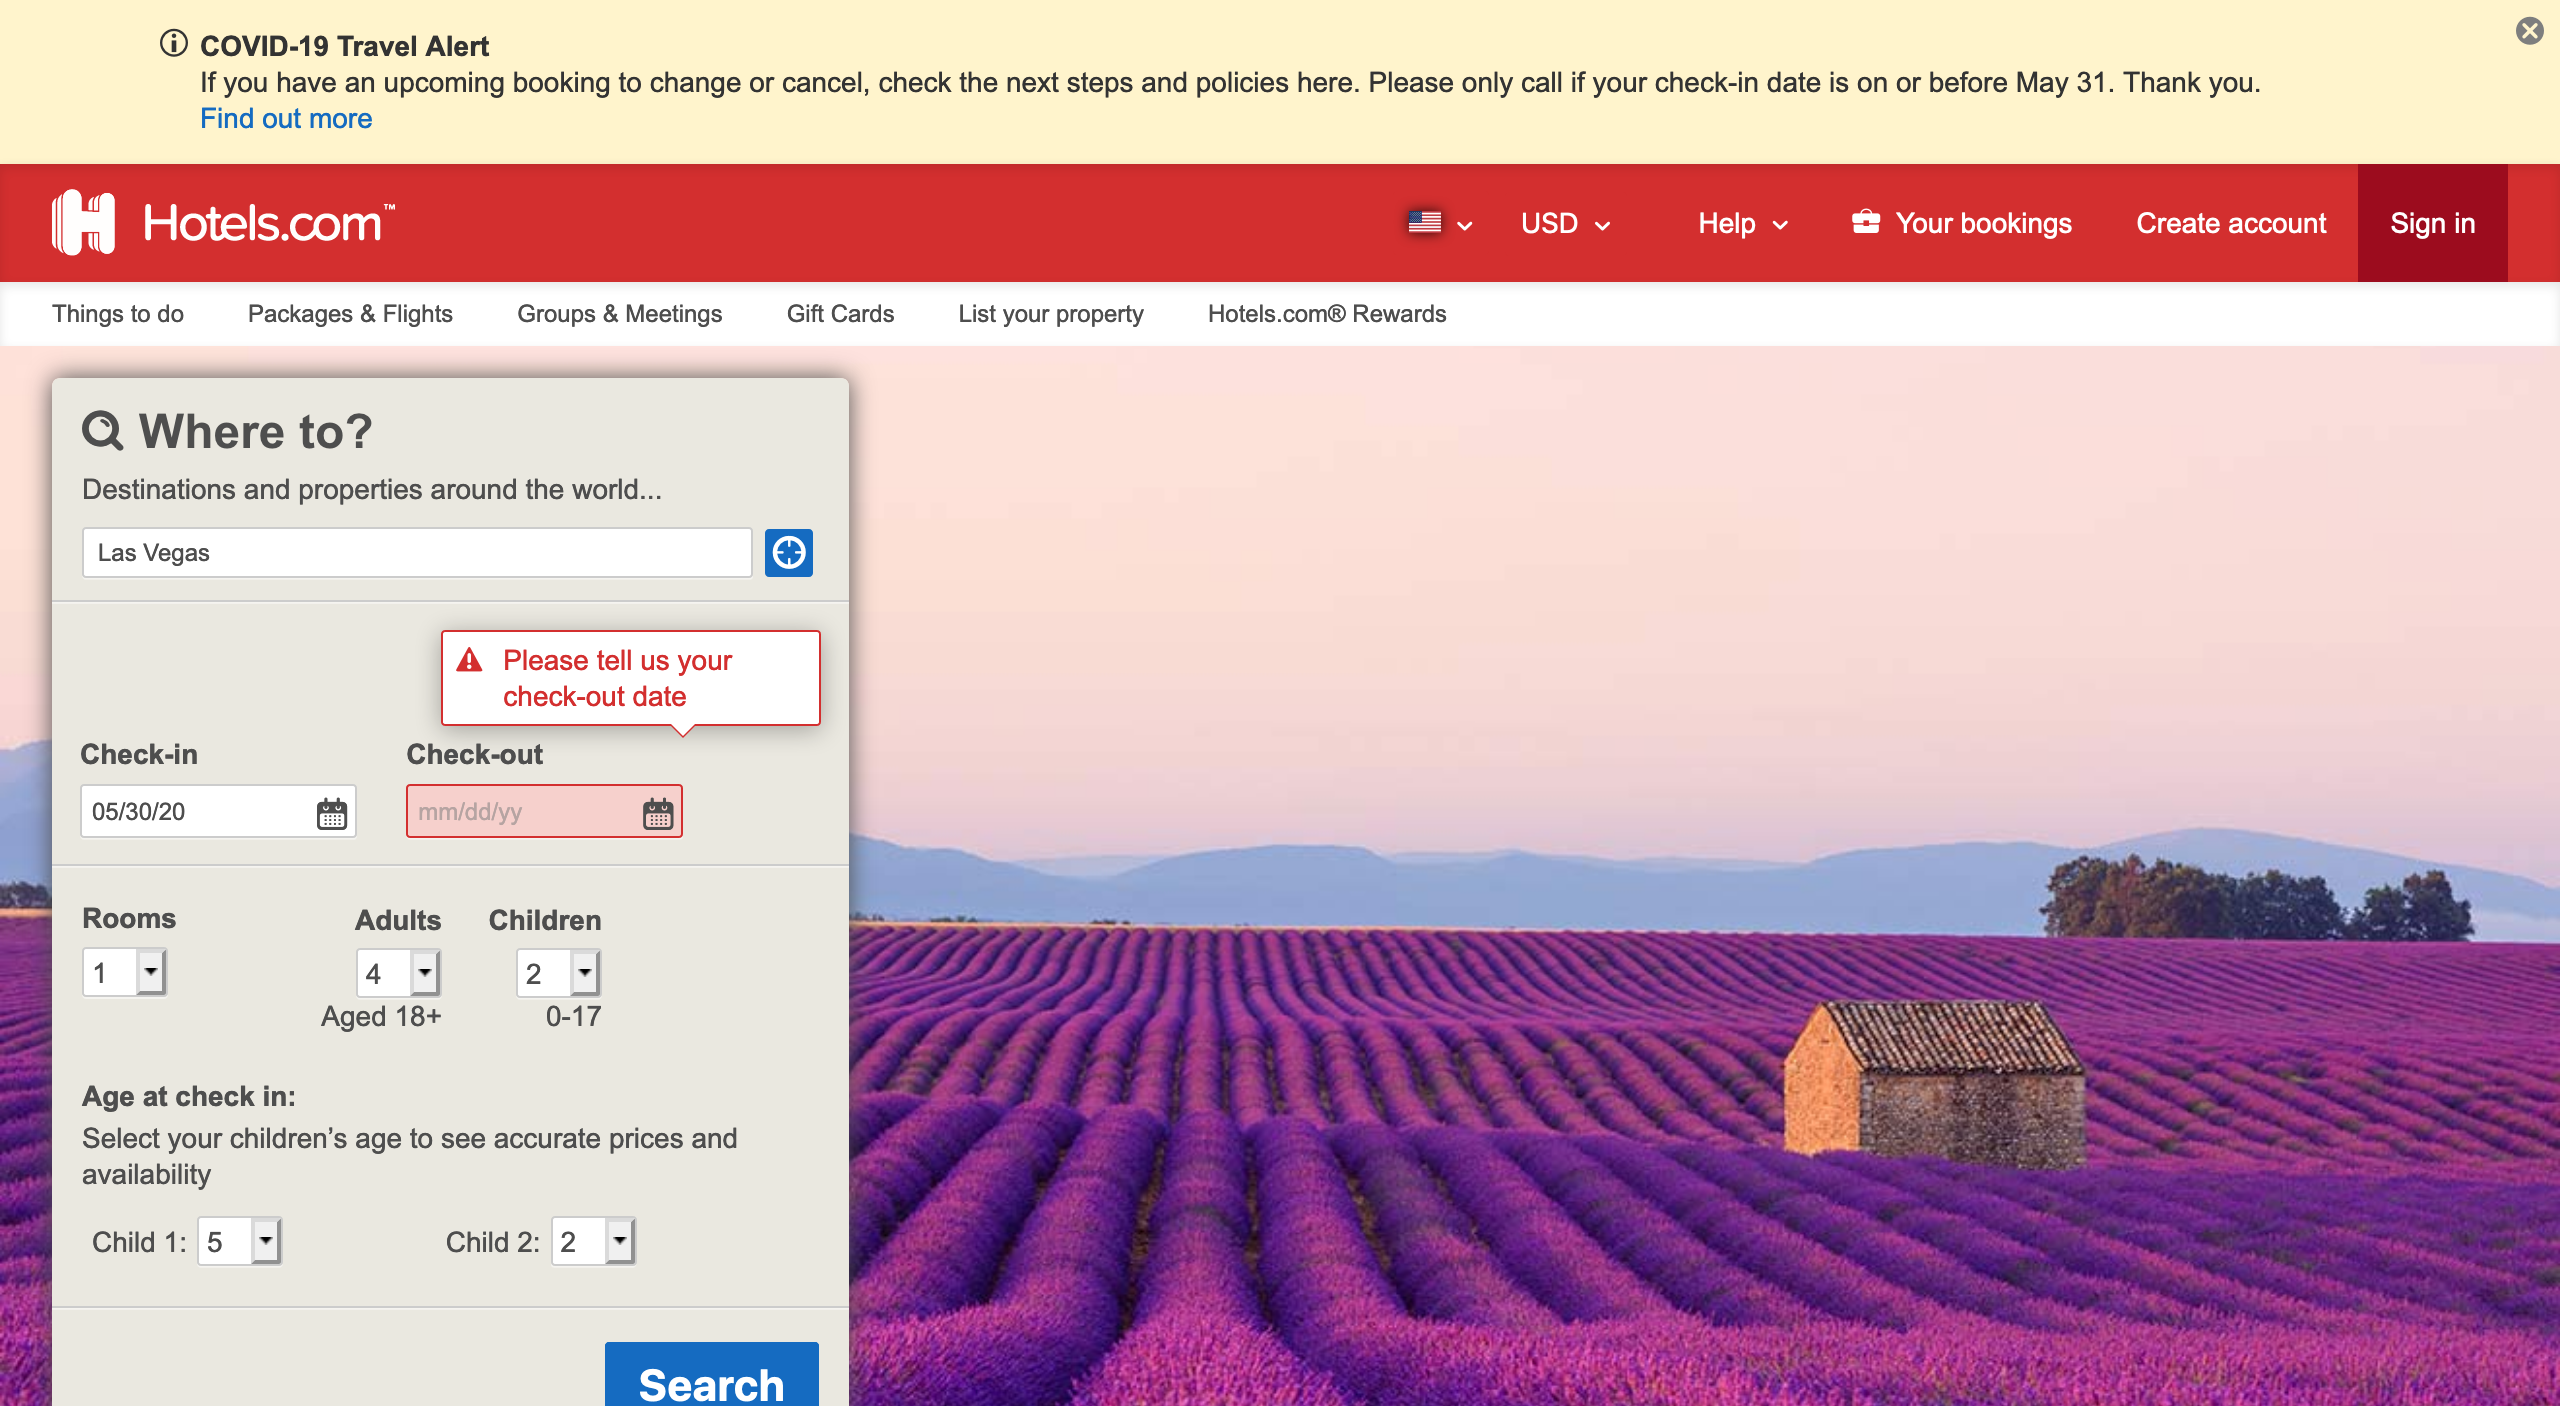 COVID-19 Travel Alert
If you have an upcoming booking to change or cancel, check the next steps and policies here. Please only call if your check-in date is on or before May 31. Thank you.
Find out more
Hotels.com™
USD
Help
Your bookings
Create account
Sign in
Things to do
Packages & Flights
Groups & Meetings
Gift Cards
List your property
Hotels.com® Rewards
Where to?
Destinations and properties around the world...
Las Vegas
Please tell us your
check-out date
Check-in
Check-out
05/30/20
mm/dd/yy
Rooms
Adults
Children
1
4
2
Aged 18+
0-17
Age at check in:
Select your children’s age to see accurate prices and
availability
Child 1: 5
Child 2: 2
Search